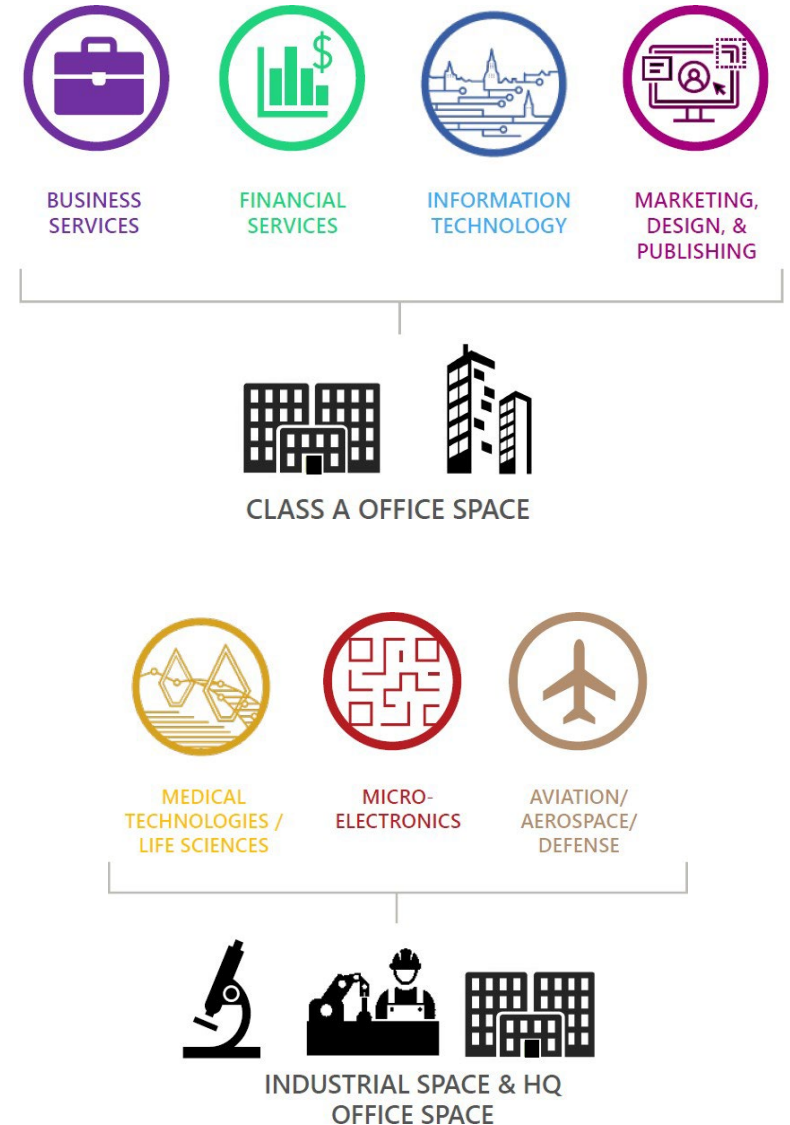 BUSINESS
SERVICES
FINANCIAL
SERVICES
INFORMATION
TECHNOLOGY
MARKETING,
DESIGN, &
PUBLISHING
CLASS A OFFICE SPACE
MEDICAL
TECHNOLOGIES /
LIFE SCIENCES
MICRO-
ELECTRONICS
AVIATION/
AEROSPACE/
DEFENSE
INDUSTRIAL SPACE & HQ
OFFICE SPACE